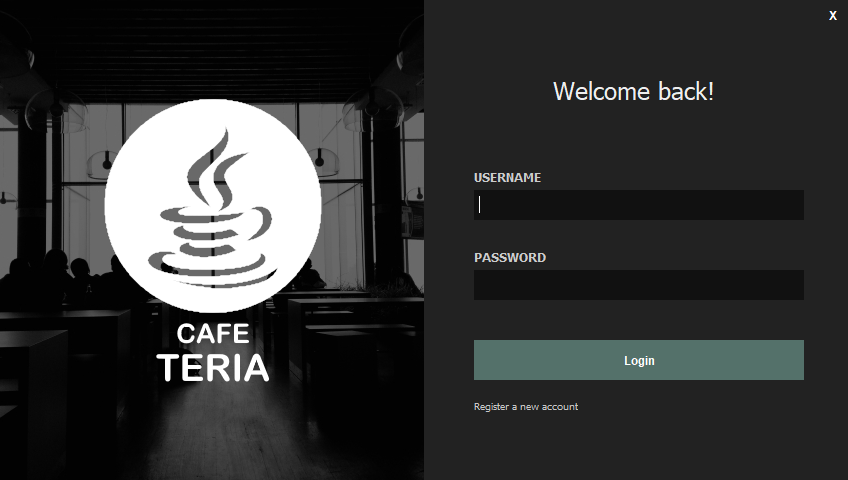 X
Welcome back!
USERNAME
PASSWORD
Login
Register a new account
CAFE
TERIA